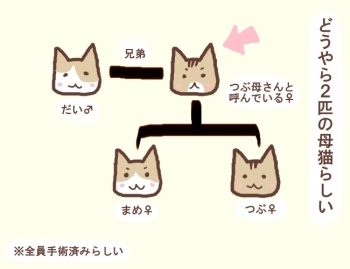 どうやら2匹の母猫らしい
兄弟
だい♂
つぶ母さんと
呼んでいる♀
まめ♀
つぶ♀
※全員手術済みらしい